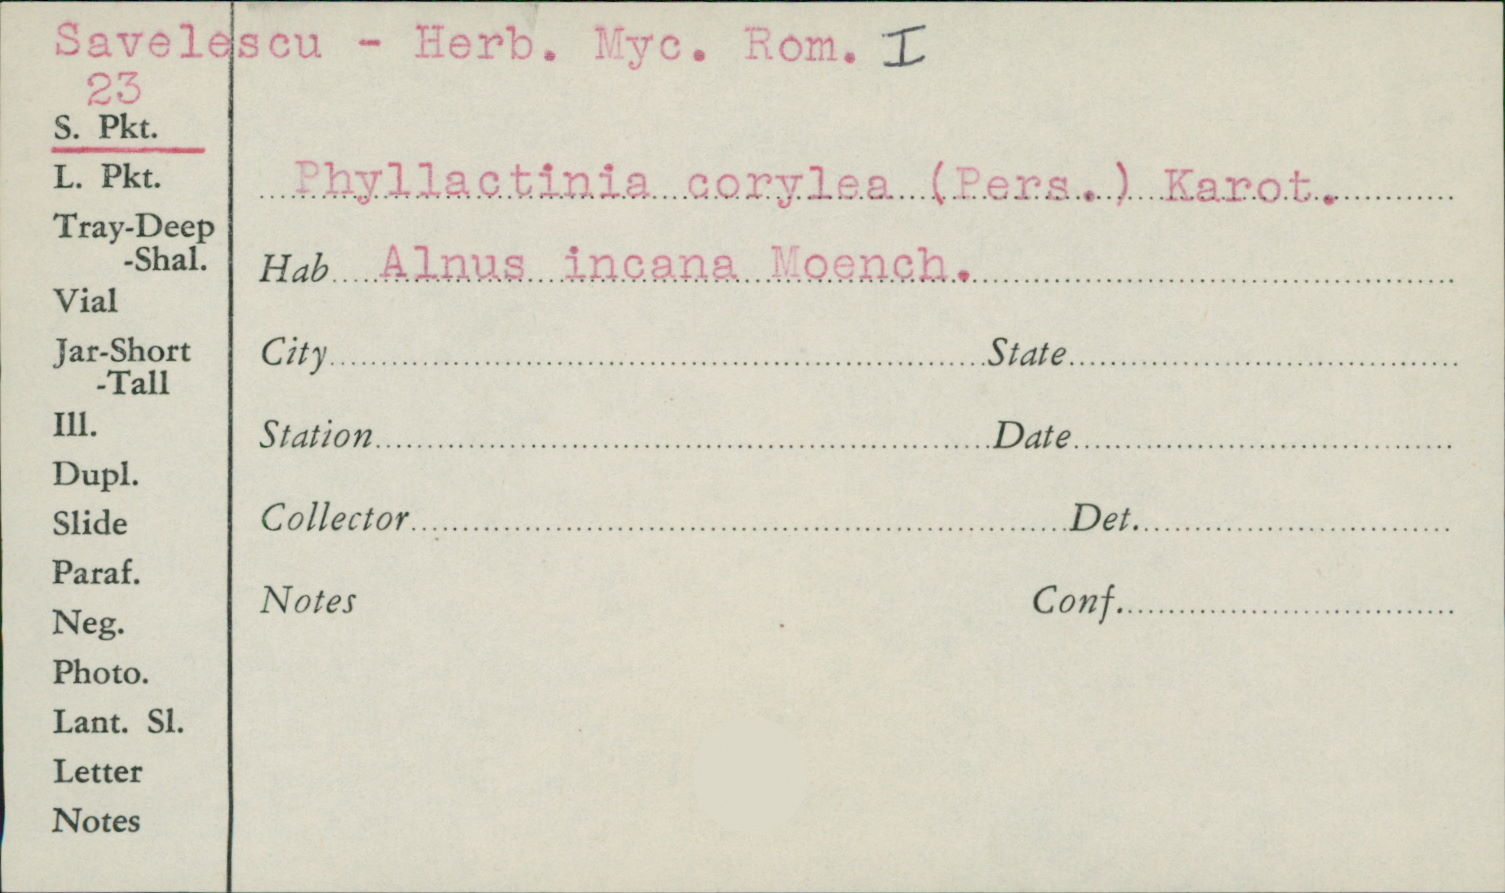 Savelescu - Herb. Myc. Rom. I
23
S. Pkt.
L. Pkt.
Phyllactinia corylea (Pers.) Karot.
Tray-Deep
-Shal.
Hab Alnus incana Moench.
Vial
Jar-Short
-Tall
City State
Ill.
Station Date
Dupl.
Slide
Collector Det.
Paraf.
Notes Conf.
Neg.
Photo.
Lant. Sl.
Letter
Notes